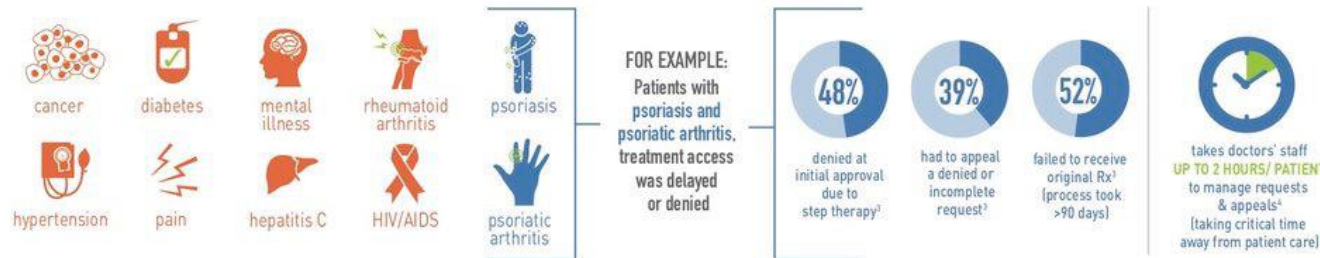 cancer
diabetes
mental
illness
rheumatoid
arthritis
psoriasis
hypertension
pain
hepatitis C
HIV/AIDS
psoriatic
arthritis
FOR EXAMPLE:
Patients with
psoriasis and
psoriatic arthritis,
treatment access
was delayed
or denied
48%
denied at
initial approval
due to
step therapy³
39%
had to appeal
a denied or
incomplete
request³
52%
failed to receive
original Rx³
(process took
>90 days)
takes doctors' staff
UP TO 2 HOURS/ PATIENT
to manage requests
& appeals⁴
(taking critical time
away from patient care)